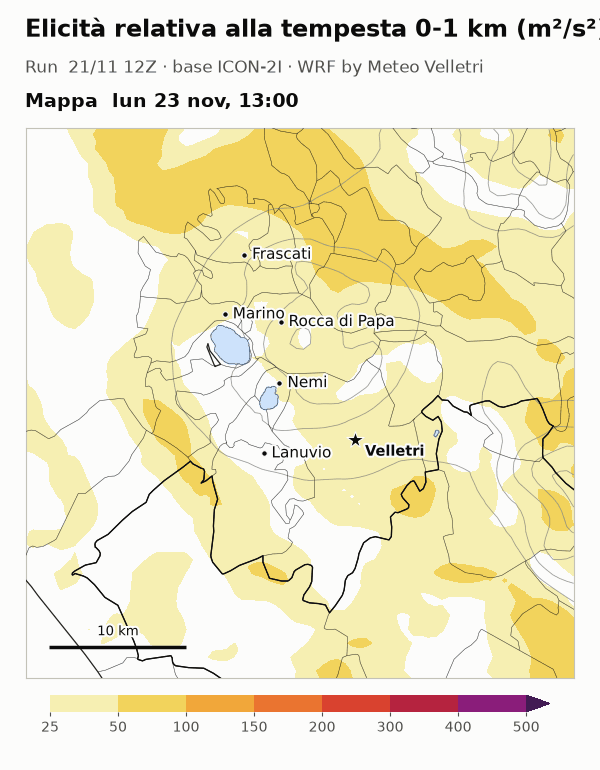 Elicità relativa alla tempesta 0-1 km (m²/s²)
Run  21/11 12Z · base ICON-2I · WRF by Meteo Velletri
Mappa  lun 23 nov, 13:00
Frascati
Marino
Rocca di Papa
Nemi
Lanuvio
Velletri
10 km
25 50 100 150 200 300 400 500